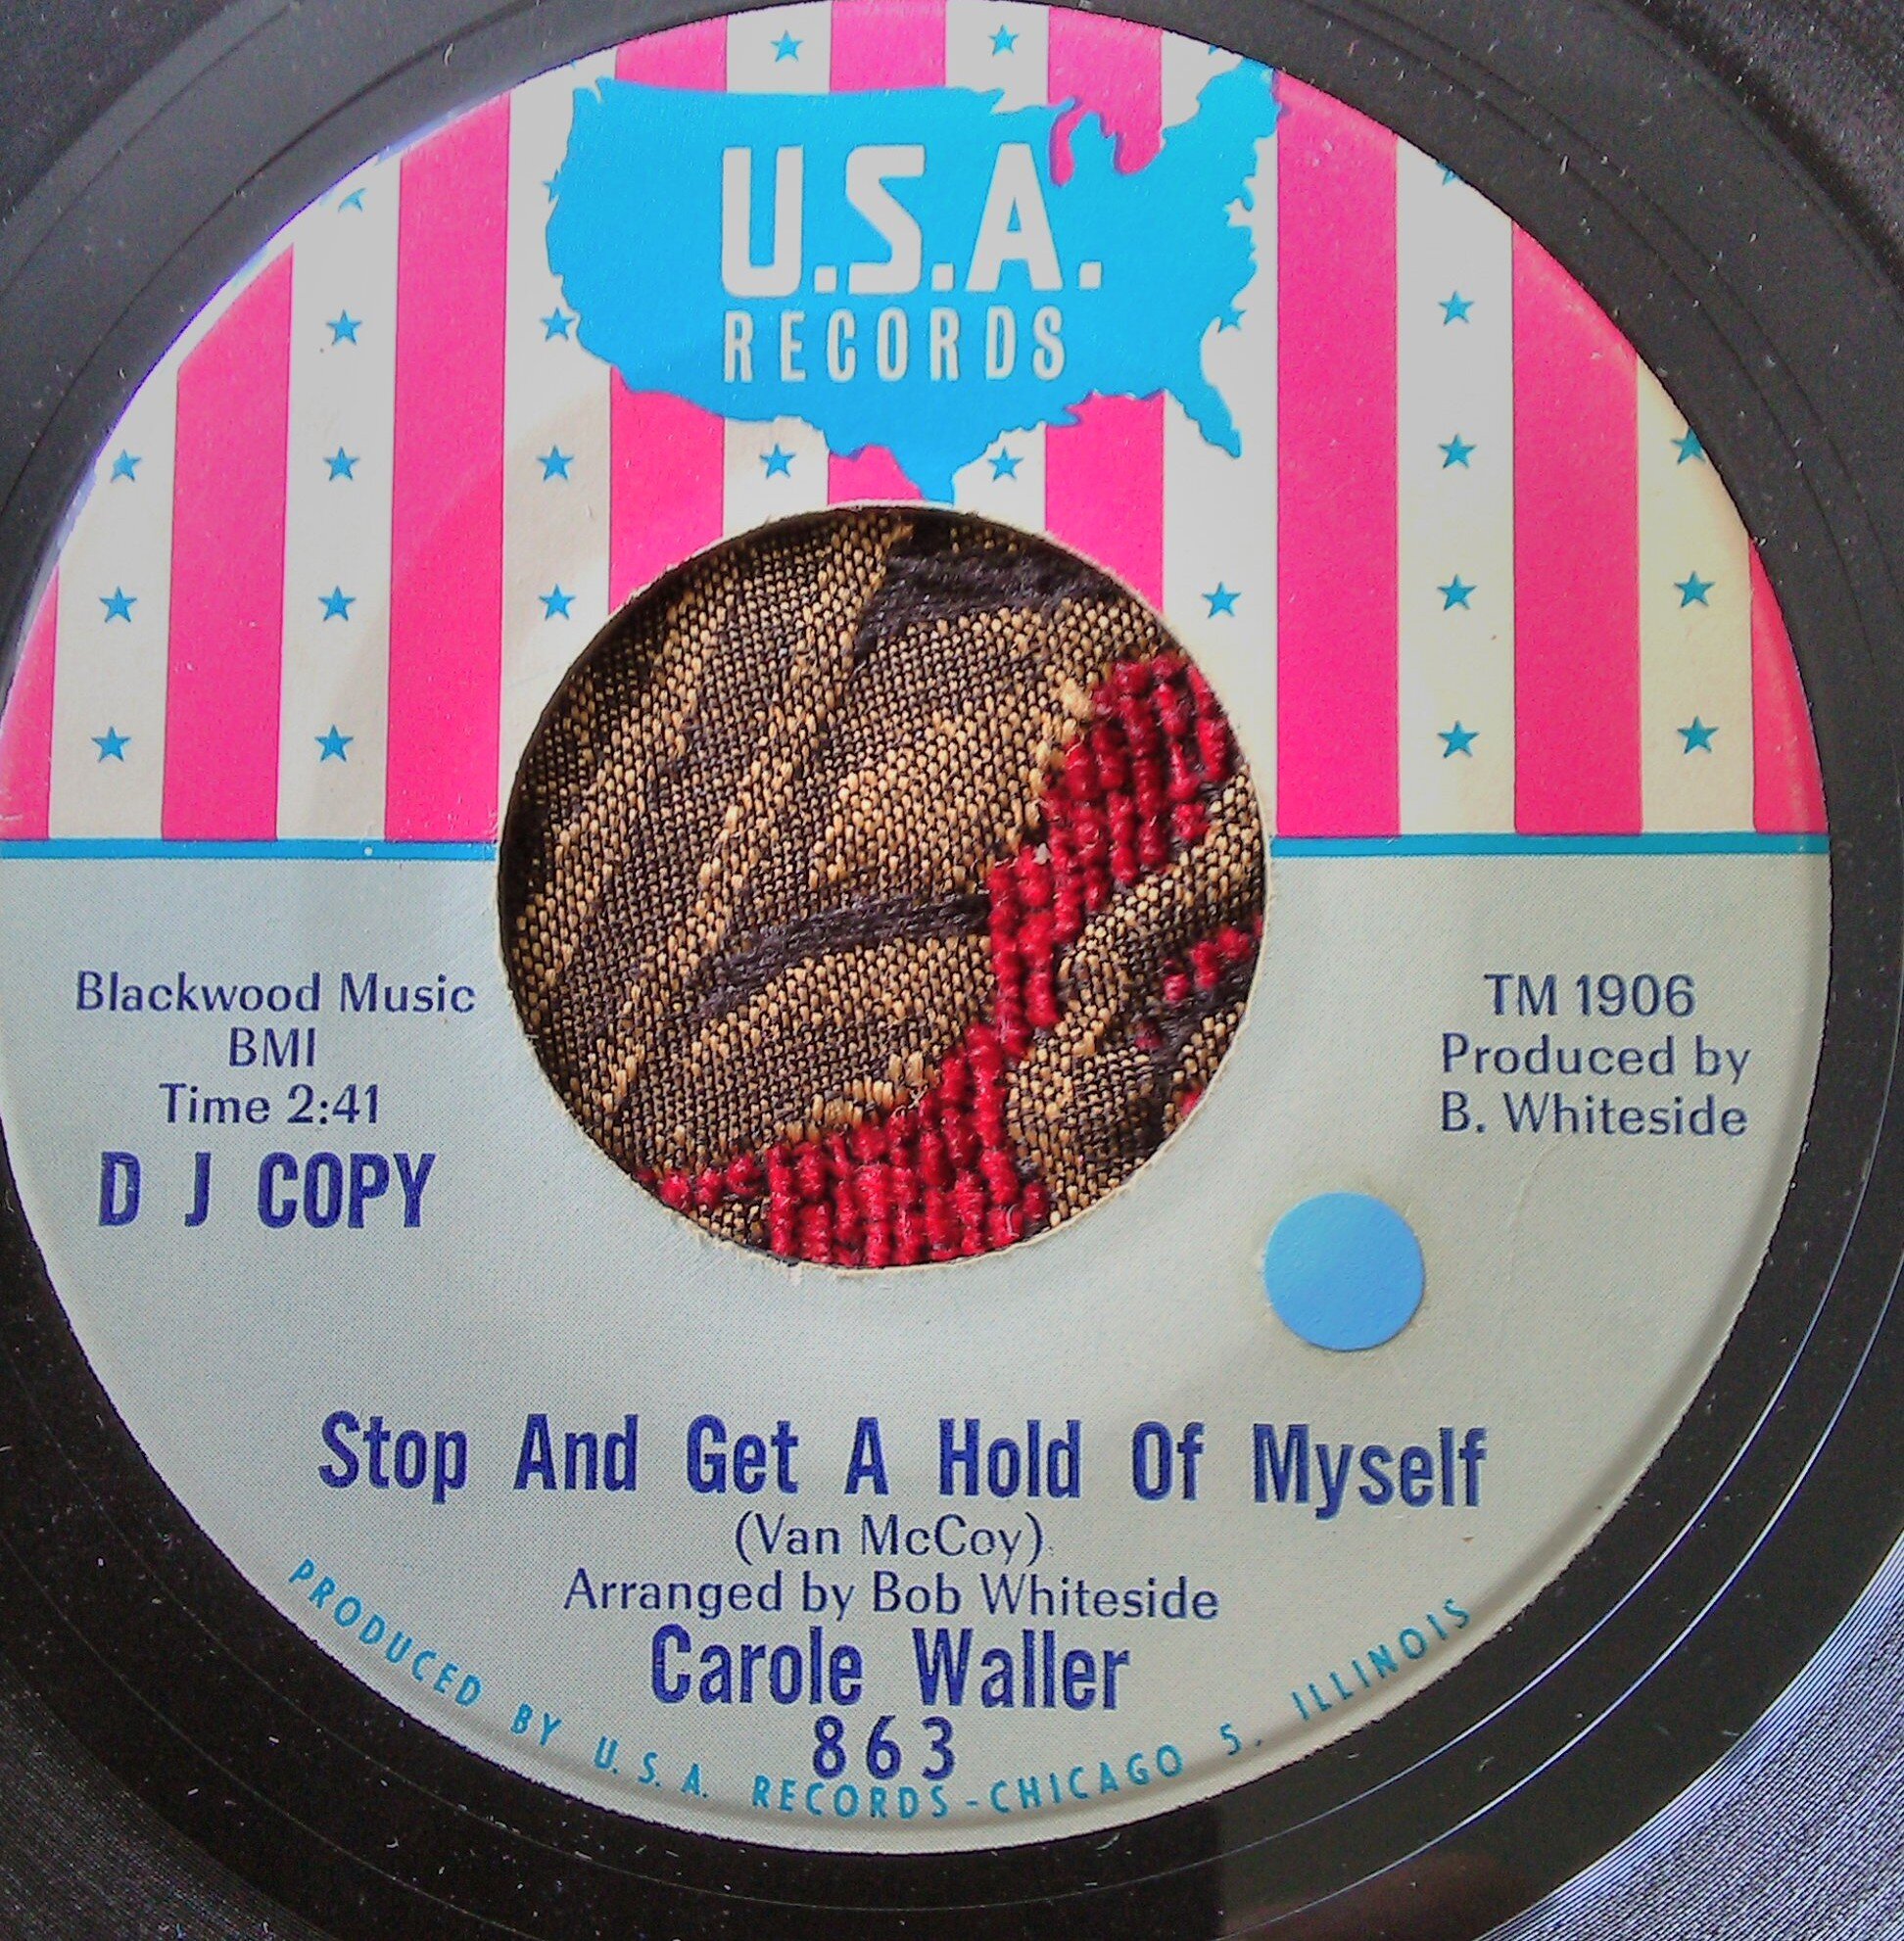 U.S.A.
RECORDS
Blackwood Music
BMI
Time 2:41
D J COPY
TM 1906
Produced by
B. Whiteside
Stop And Get A Hold Of Myself
(Van McCoy)
Arranged by Bob Whiteside
Carole Waller
863
PRODUCED BY U.S.A. RECORDS-CHICAGO 5, ILLINOIS